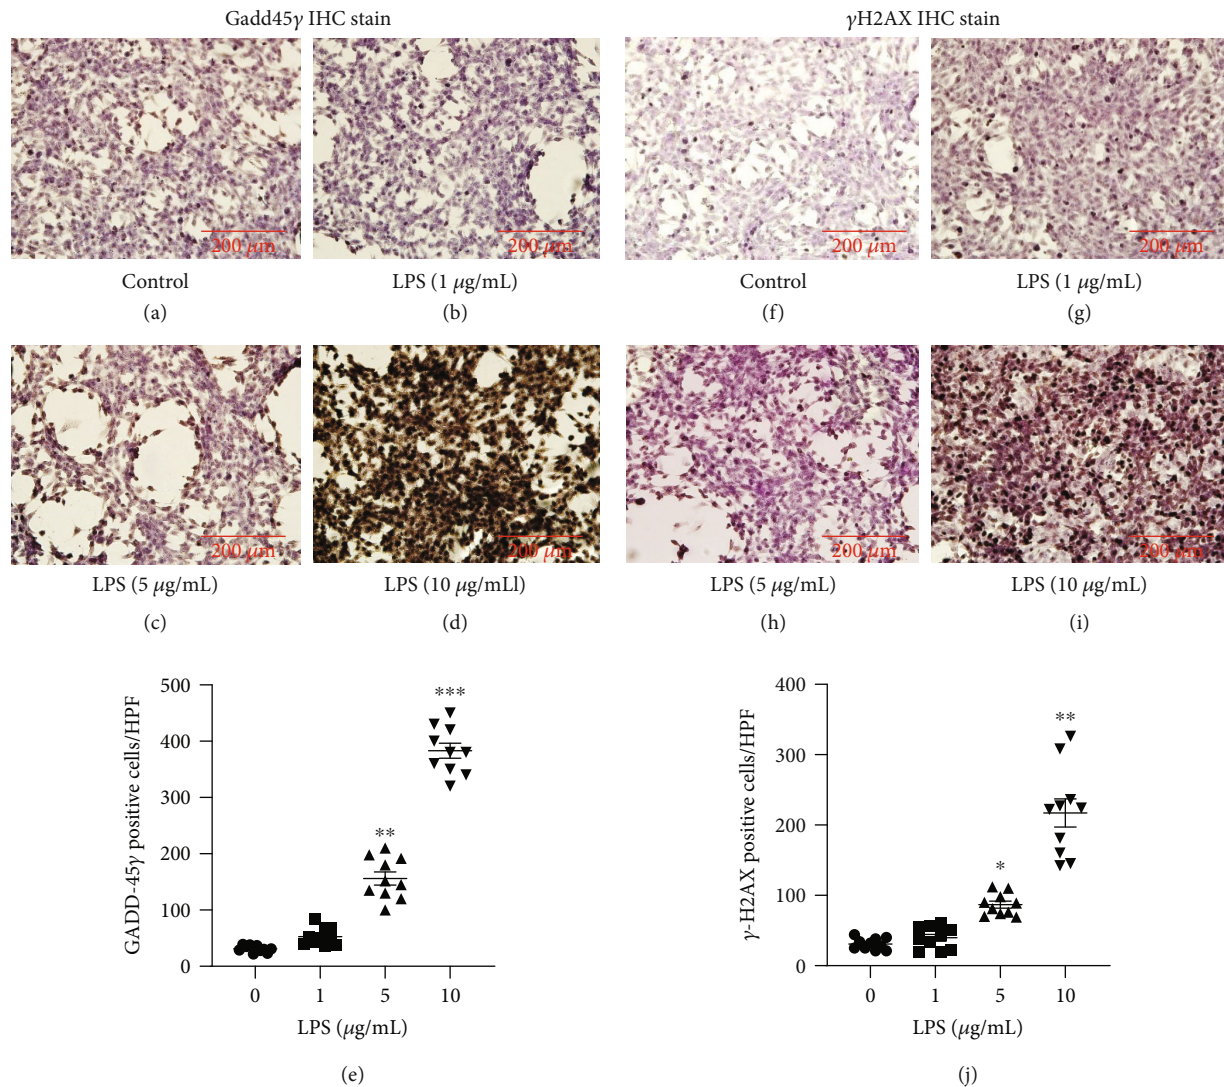 Gadd45γ IHC stain
γH2AX IHC stain
200 μm
200 μm
200 μm
200 μm
Control
LPS (1 μg/mL)
Control
LPS (1 μg/mL)
(a)
(b)
(f)
(g)
200 μm
200 μm
200 μm
200 μm
LPS (5 μg/mL)
LPS (10 μg/mLl)
LPS (5 μg/mL)
LPS (10 μg/mL)
(c)
(d)
(h)
(i)
GADD-45γ positive cells/HPF
500
400
300
200
100
0
**
***
0 1 5 10
LPS (μg/mL)
(e)
γ-H2AX positive cells/HPF
400
300
200
100
0
*
**
0 1 5 10
LPS (μg/mL)
(j)